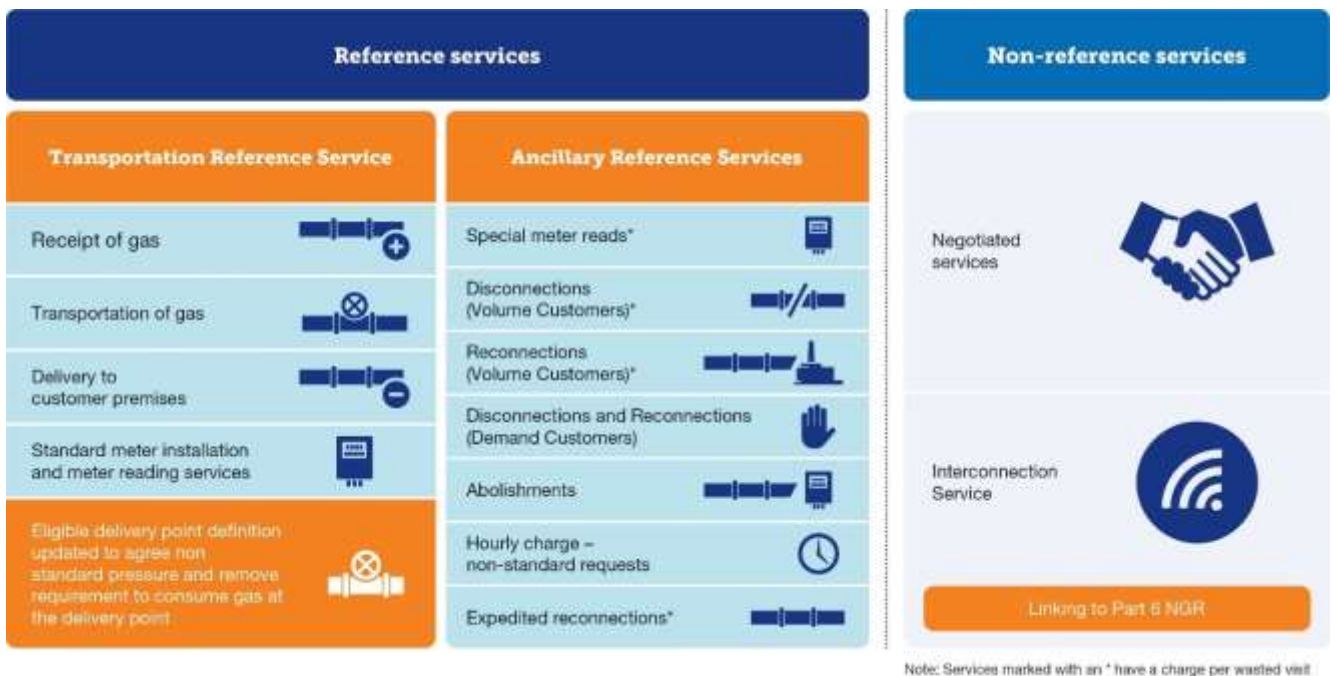 Reference services
Transportation Reference Service
Receipt of gas
Transportation of gas
Delivery to
customer premises
Standard meter installation
and meter reading services
Eligible delivery point definition
updated to agree non
standard pressure and remove
requirement to consume gas at
the delivery point
Ancillary Reference Services
Special meter reads*
Disconnections
(Volume Customers)*
Reconnections
(Volume Customers)*
Disconnections and Reconnections
(Demand Customers)
Abolishments
Hourly charge –
non-standard requests
Expedited reconnections*
Non-reference services
Negotiated
services
Interconnection
Service
Linking to Part 6 NGR
Note: Services marked with an * have a charge per wasted visit